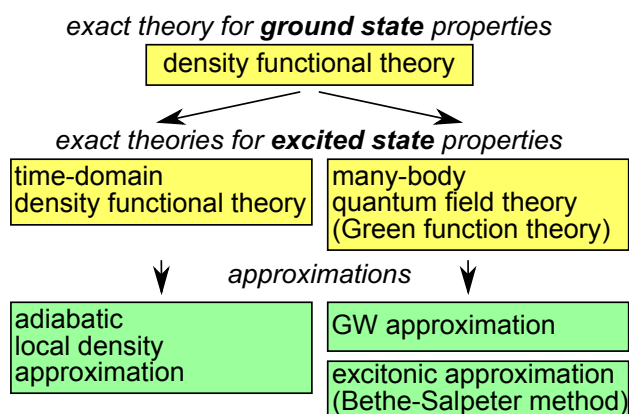 exact theory for ground state properties
density functional theory
exact theories for excited state properties
time-domain
density functional theory
many-body
quantum field theory
(Green function theory)
approximations
adiabatic
local density
approximation
GW approximation
excitonic approximation
(Bethe-Salpeter method)